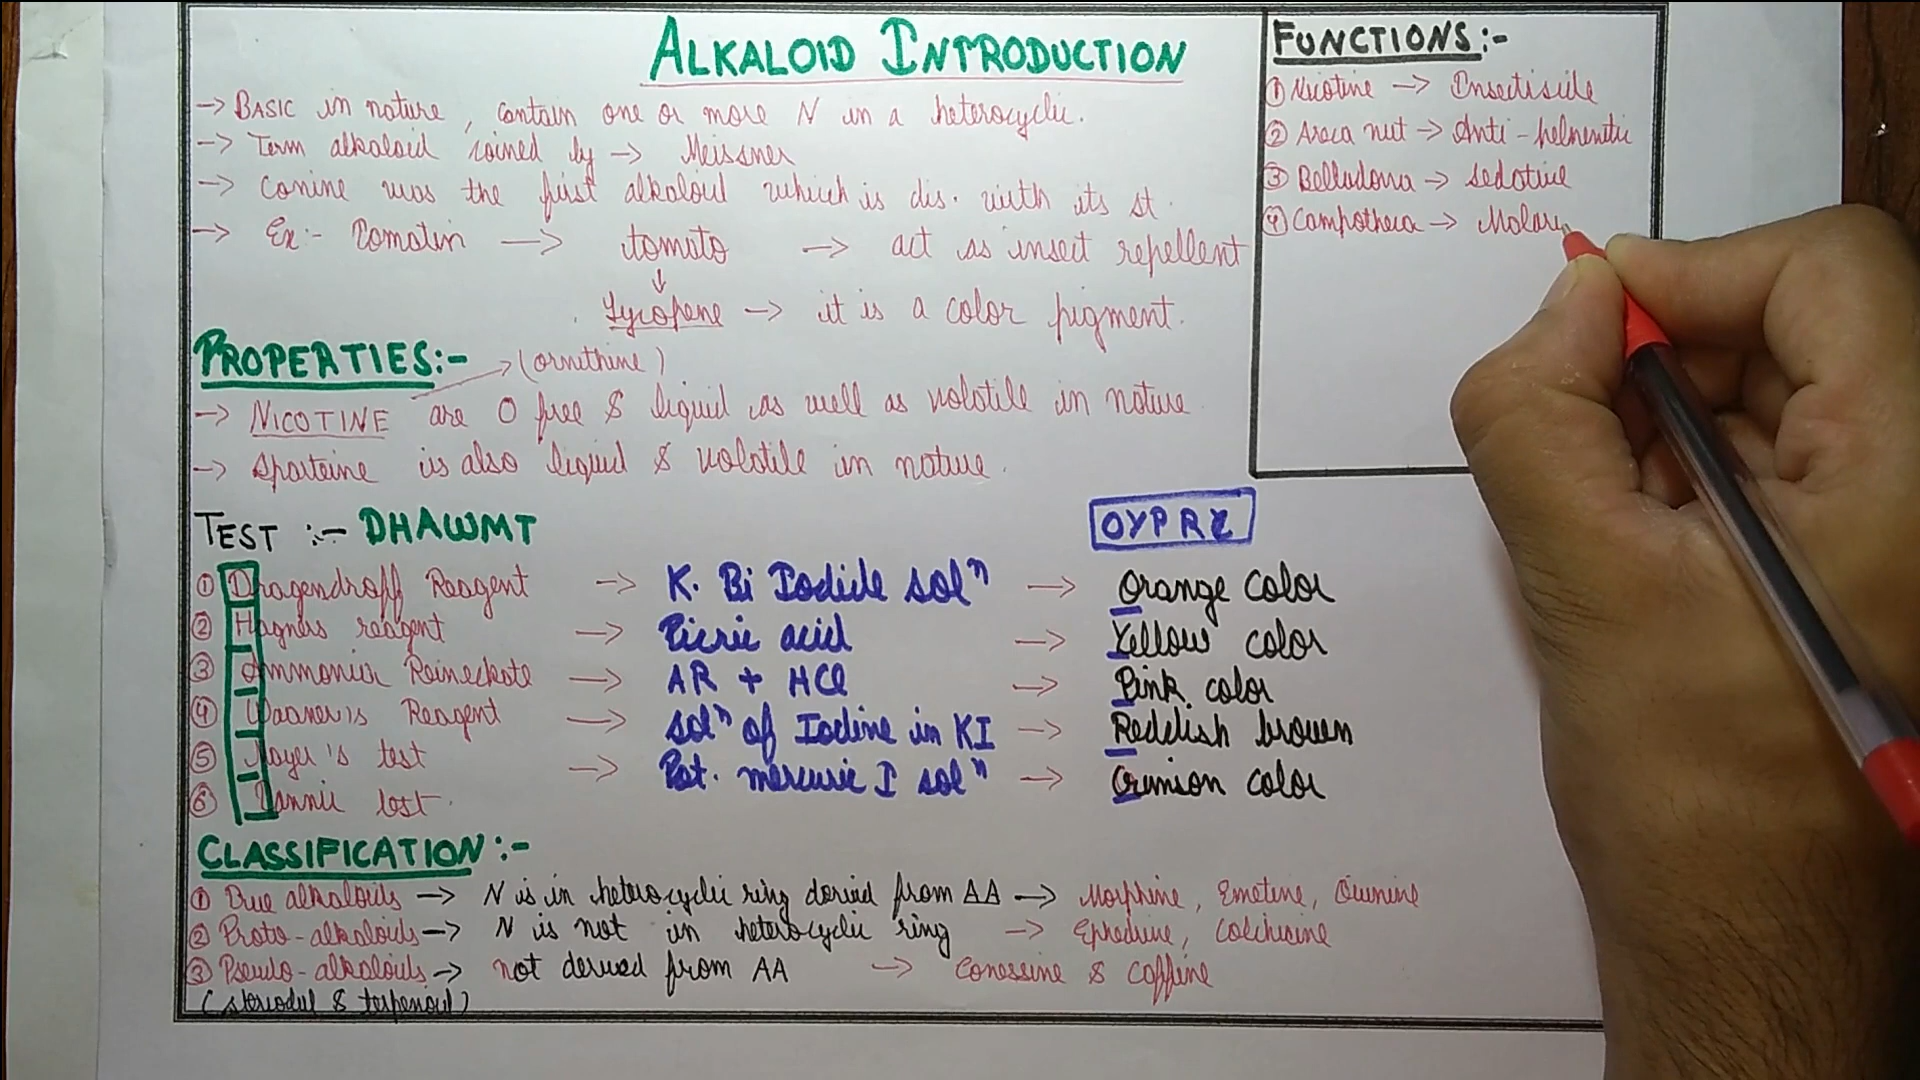 ALKALOID INTRODUCTION
→ BASIC in nature, contain one or more N in a heterocyclic.
→ Term alkaloid coined by → Meissner
→ Conine was the first alkaloid which is dis. with its st.
→ Ex:- Tomatin → tomato → act as insect repellent
↓
Lycopene → it is a color pigment.
PROPERTIES:-
→ (ornithine)
→ NICOTINE are O free & liquid as well as volatile in nature
→ Sparteine is also liquid & volatile in nature.
TEST :- DHAWMT
OYPRC
① Dragendroff Reagent → K. Bi Iodide solⁿ → Orange color
② Hagners reagent → Picric acid → Yellow color
③ Ammonia Reineckate → AR + HCl → Pink color
④ Waaner's Reagent → solⁿ of Iodine in KI → Reddish brown
⑤ Mayer's test → Pot. mercuric I solⁿ → Crimson color
⑥ Tannic test.
CLASSIFICATION:-
① True alkaloids → N is in heterocyclic ring derived from AA → Morphine, Emetine, Quinine
② Proto-alkaloids → N is not in heterocyclic ring → Ephedrine, Colchicine
③ Pseudo-alkaloids → not derived from AA → Conessine & Caffine
(steriodal & terpenoid)
FUNCTIONS:-
① Nicotine → Insectiside
② Areca nut → Anti-helmentic
③ Belladona → sedative
④ Campotheca →